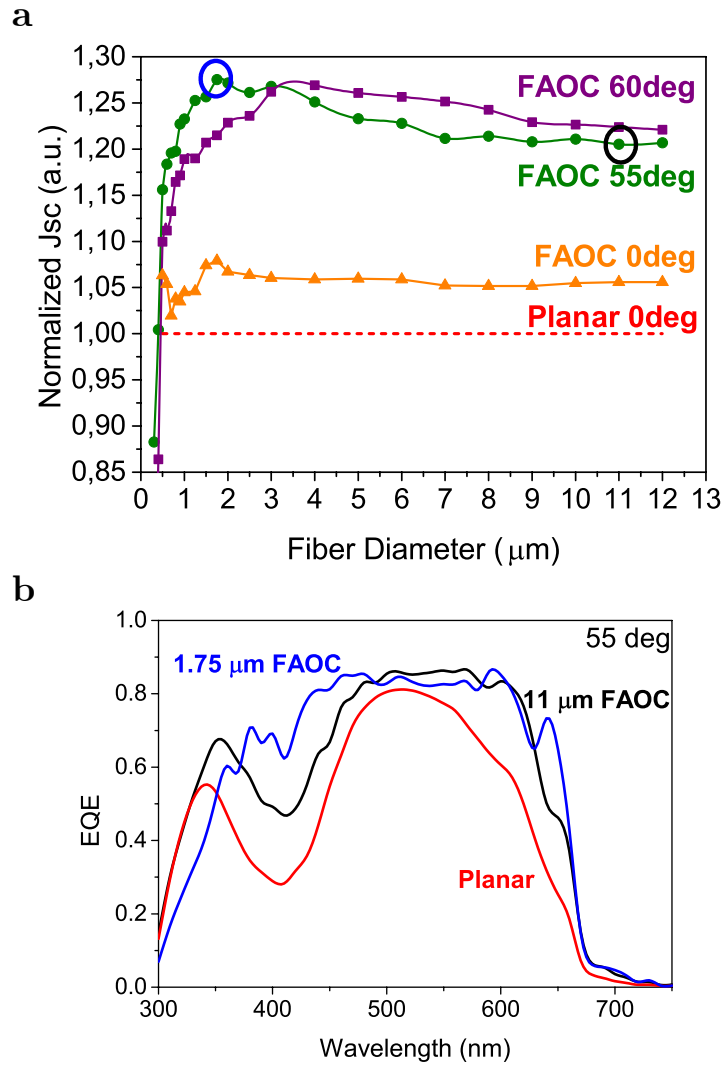 a
1,30
1,25
1,20
1,15
1,10
1,05
1,00
0,95
0,90
0,85
Normalized Jsc (a.u.)
FAOC 60deg
FAOC 55deg
FAOC 0deg
Planar 0deg
0 1 2 3 4 5 6 7 8 9 10 11 12 13
Fiber Diameter ( μm)
b
1.0
0.8
0.6
0.4
0.2
0.0
EQE
55 deg
1.75 μm FAOC
11 μm FAOC
Planar
300 400 500 600 700
Wavelength (nm)